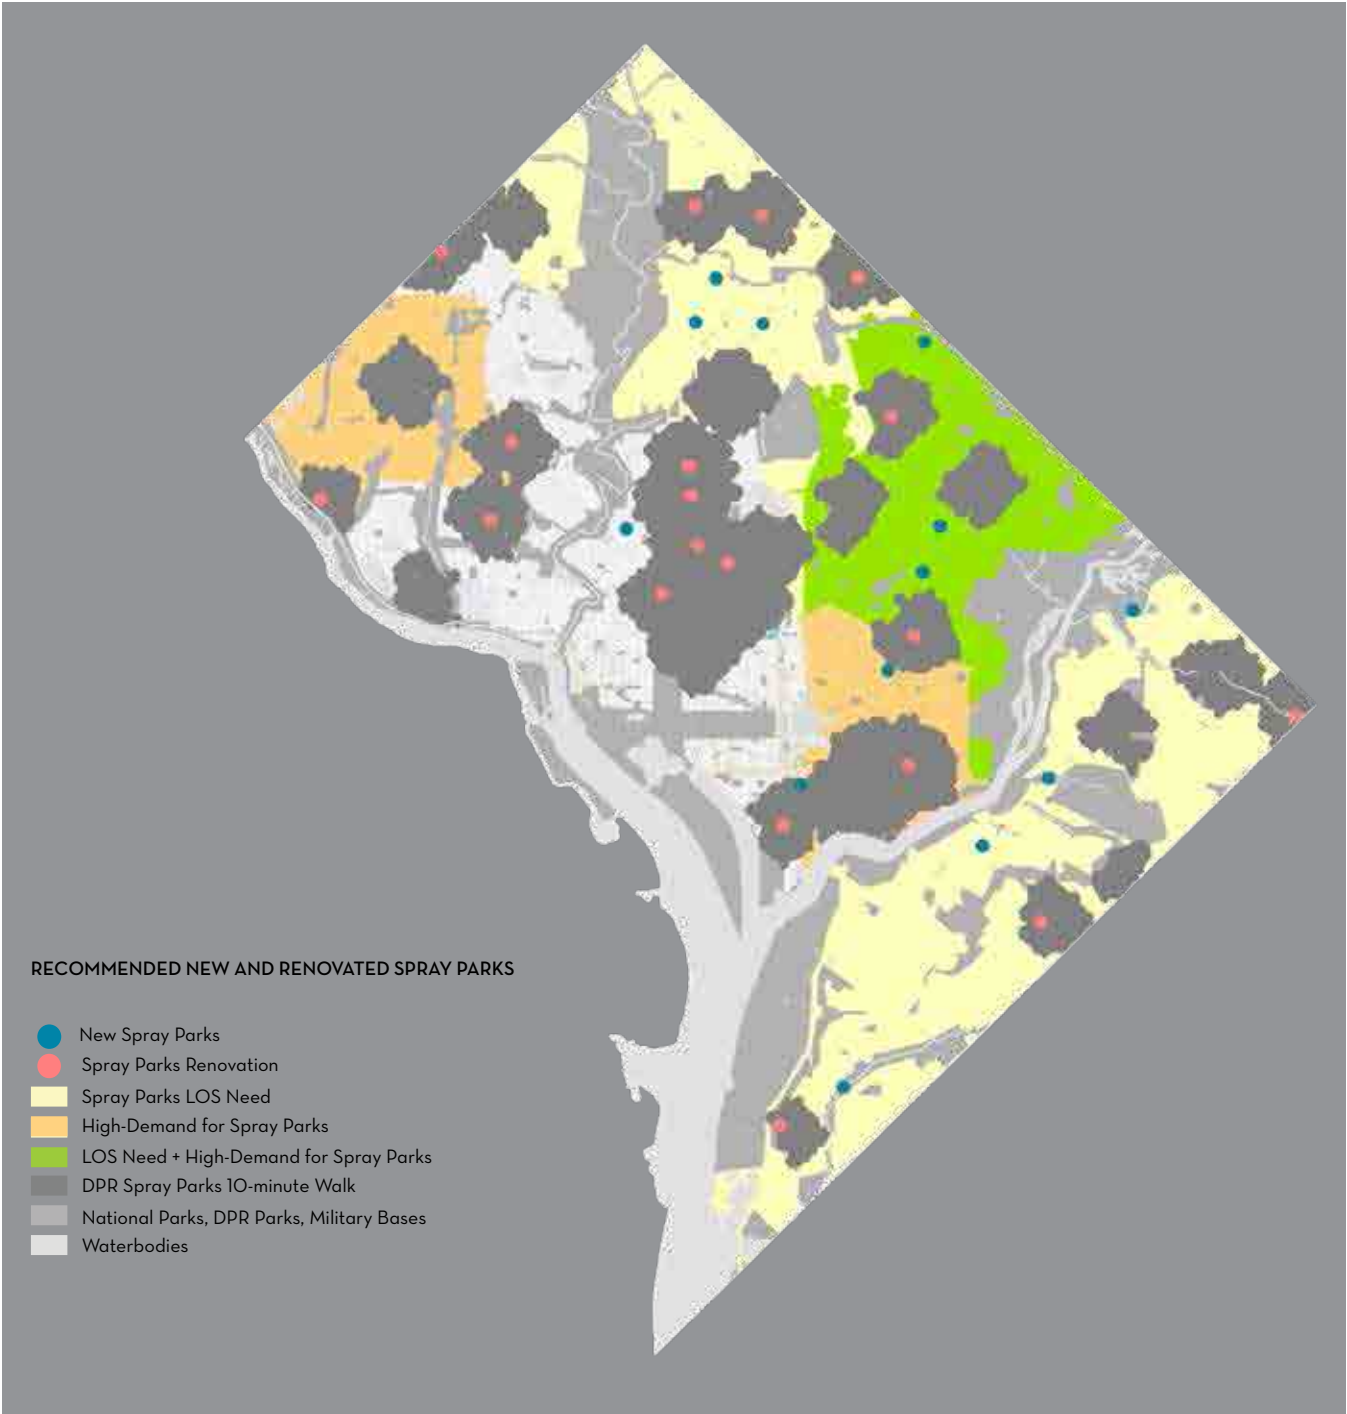 RECOMMENDED NEW AND RENOVATED SPRAY PARKS
New Spray Parks
Spray Parks Renovation
Spray Parks LOS Need
High-Demand for Spray Parks
LOS Need + High-Demand for Spray Parks
DPR Spray Parks 10-minute Walk
National Parks, DPR Parks, Military Bases
Waterbodies